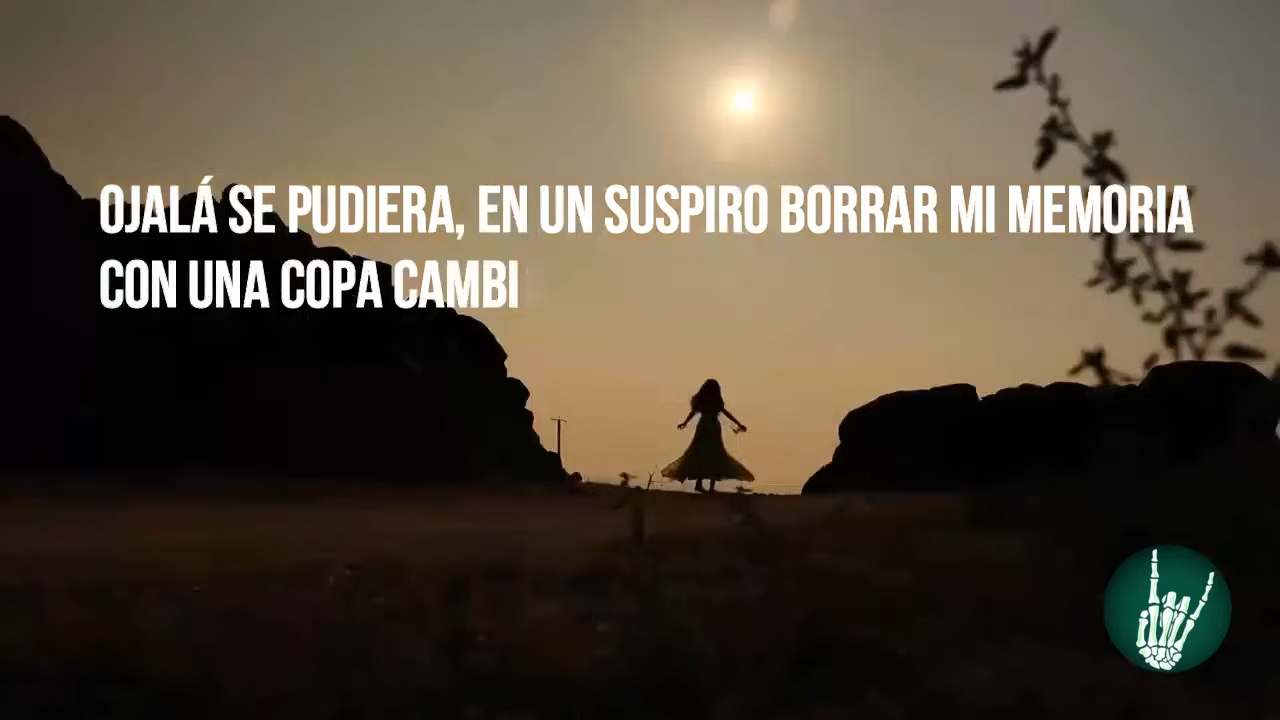 OJALÁ SE PUDIERA, EN UN SUSPIRO BORRAR MI MEMORIA
CON UNA COPA CAMBI